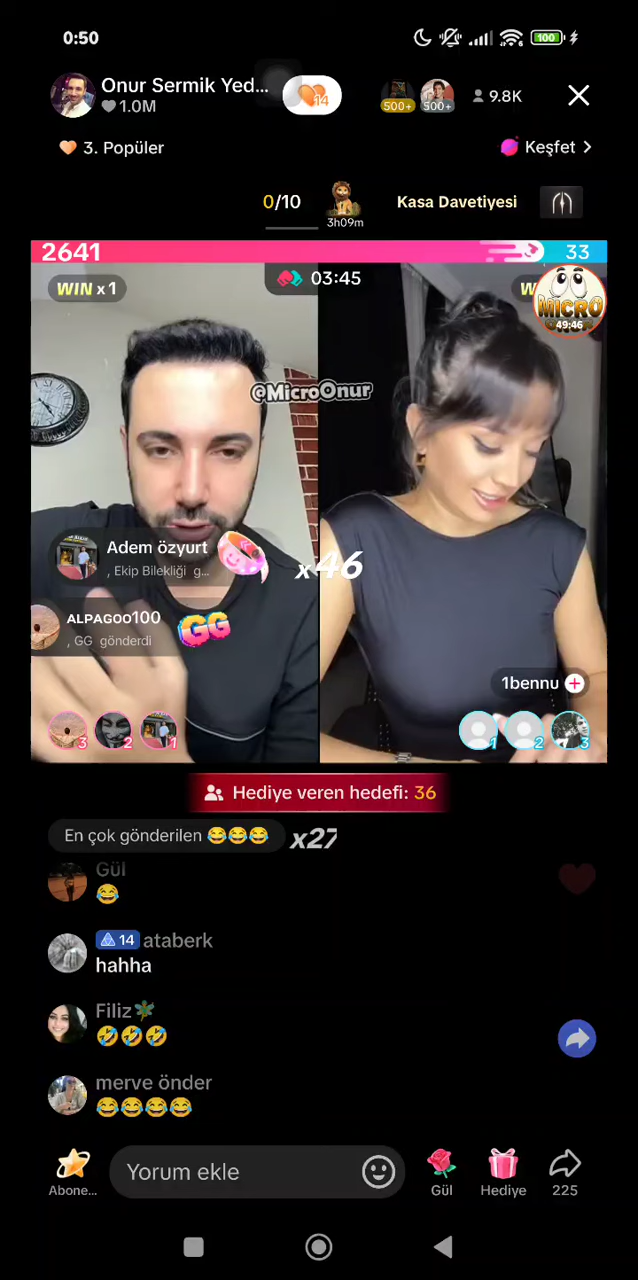 0:50
100
Onur Sermik Yed...
1.0M
14
500+
500+
9.8K
3. Popüler
Keşfet
0/10
3h09m
Kasa Davetiyesi
2641
33
WIN x1
03:45
W
MICRO
49:46
@MicroOnur
Adem özyurt
, Ekip Bilekliği g...
x46
ALPAGOO100
, GG gönderdi
GG
1bennu
3
2
1
1
2
3
Hediye veren hedefi: 36
En çok gönderilen 😂😂😂
x27
Gül
😂
14 ataberk
hahha
Filiz
🤣🤣🤣
merve önder
😂😂😂😂
Abone...
Yorum ekle
Gül
Hediye
225